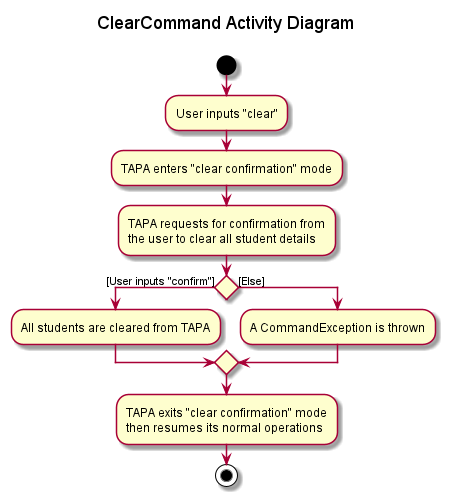 ClearCommand Activity Diagram
User inputs "clear"
TAPA enters "clear confirmation" mode
TAPA requests for confirmation from
the user to clear all student details
[User inputs "confirm"]
[Else]
All students are cleared from TAPA
A CommandException is thrown
TAPA exits "clear confirmation" mode
then resumes its normal operations